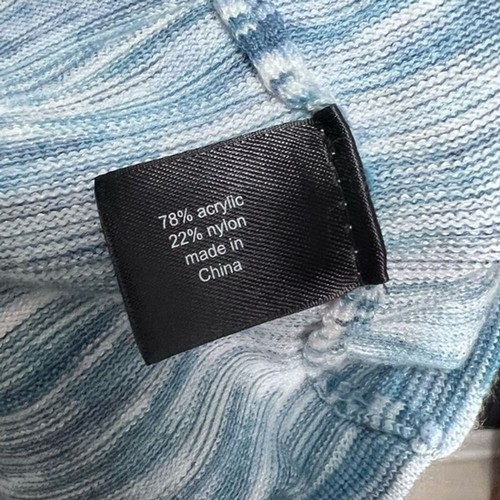 78% acrylic
22% nylon
made in
China